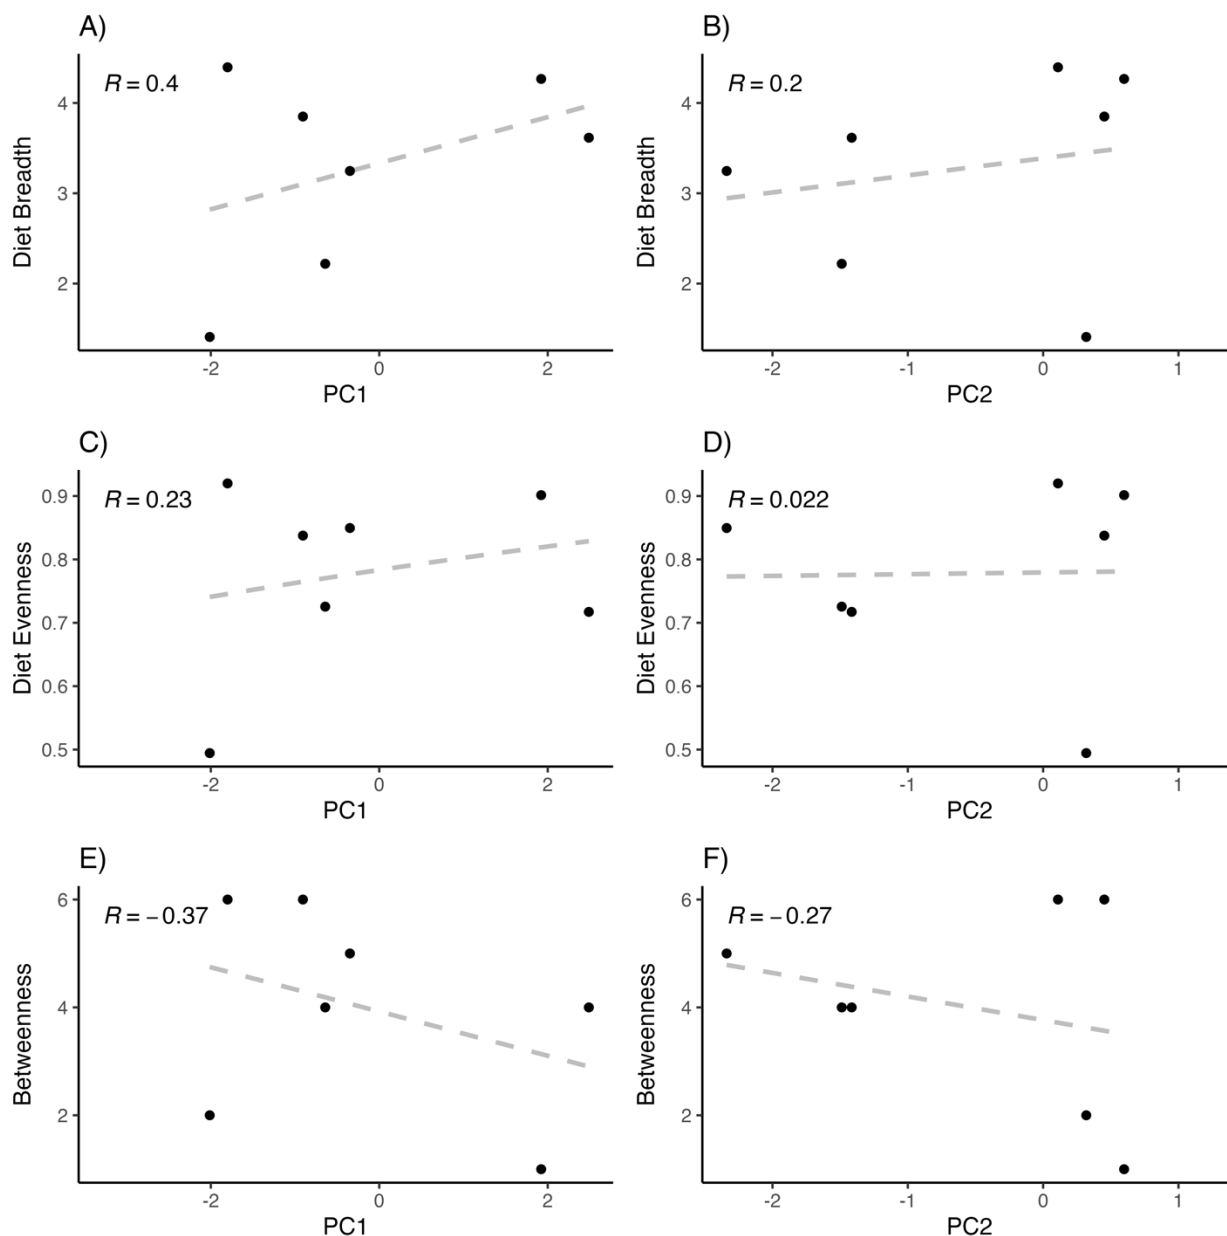 A)
R = 0.4
Diet Breadth
4
3
2
-2 0 2
PC1
B)
R = 0.2
Diet Breadth
4
3
2
-2 -1 0 1
PC2
C)
R = 0.23
Diet Evenness
0.9
0.8
0.7
0.6
0.5
-2 0 2
PC1
D)
R = 0.022
Diet Evenness
0.9
0.8
0.7
0.6
0.5
-2 -1 0 1
PC2
E)
R = −0.37
Betweenness
6
4
2
-2 0 2
PC1
F)
R = −0.27
Betweenness
6
4
2
-2 -1 0 1
PC2